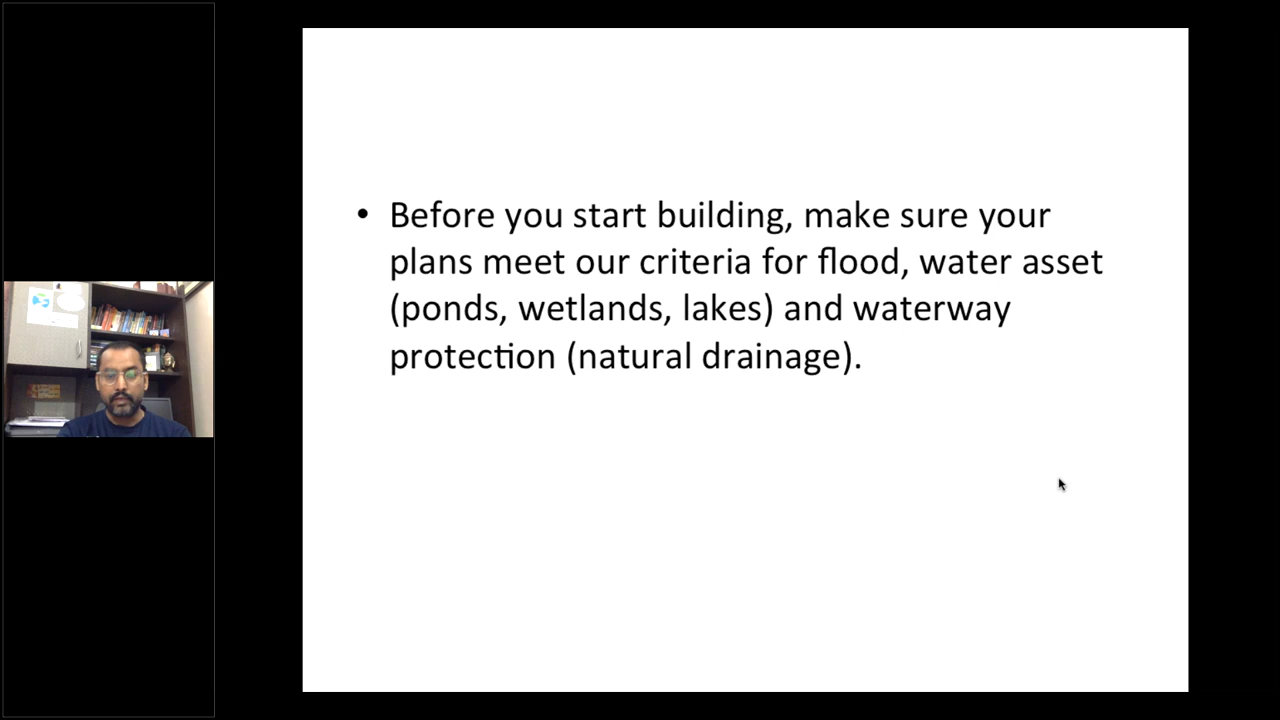 • Before you start building, make sure your
plans meet our criteria for flood, water asset
(ponds, wetlands, lakes) and waterway
protection (natural drainage).